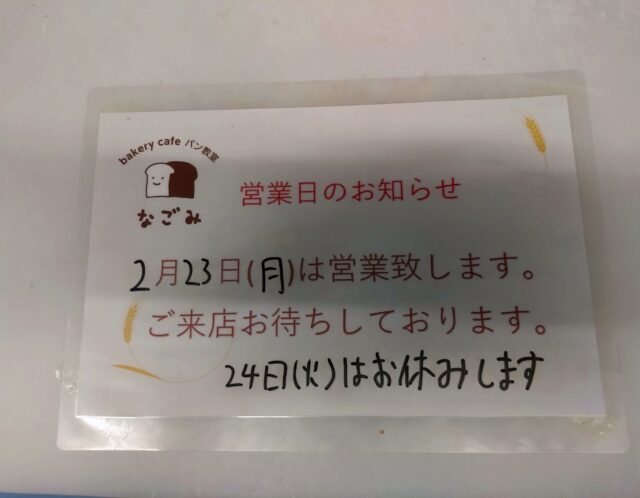 bakery cafe パン教室
なごみ
営業日のお知らせ
2月23日(月)は営業致します。
ご来店お待ちしております。
24日(火)はお休みします